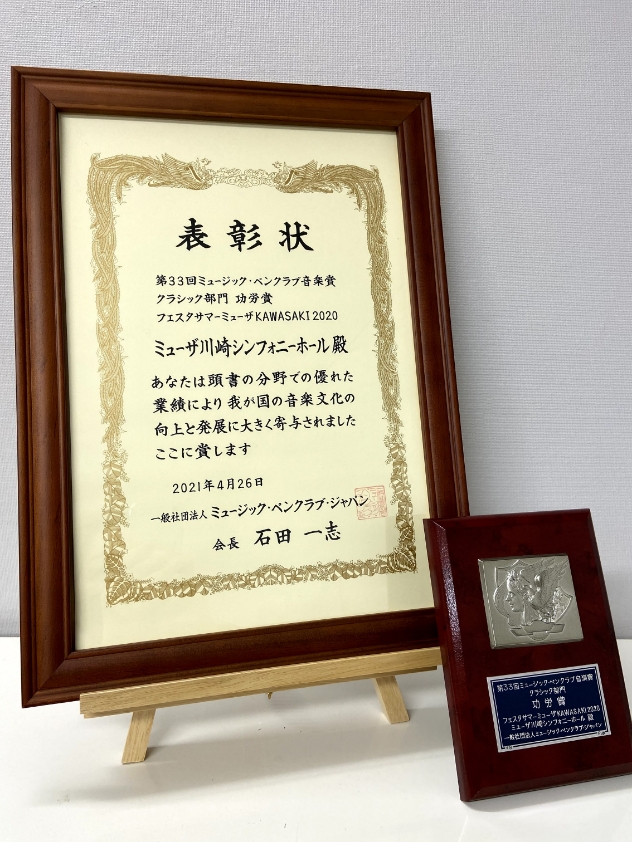 表彰状
第33回ミュージック・ペンクラブ音楽賞
クラシック部門 功労賞
フェスタサマーミューザKAWASAKI2020
ミューザ川崎シンフォニーホール 殿
あなたは頭書の分野での優れた
業績により我が国の音楽文化の
向上と発展に大きく寄与されました
ここに賞します
2021年4月26日
一般社団法人 ミュージック・ペンクラブ・ジャパン
会長 石田 一志
第33回ミュージック・ペンクラブ音楽賞
クラシック部門
功労賞
フェスタサマーミューザKAWASAKI2020
ミューザ川崎シンフォニーホール 殿
一般社団法人ミュージック・ペンクラブ・ジャパン